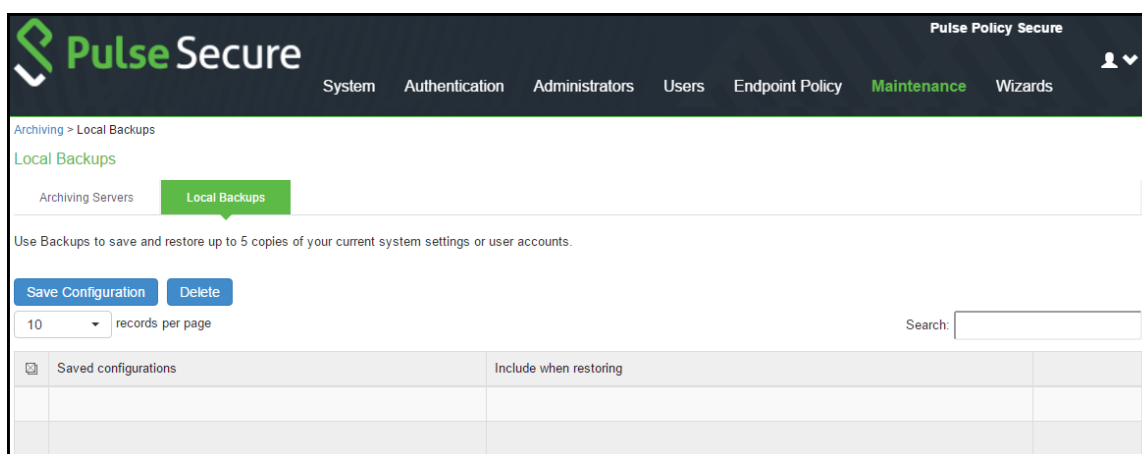 Pulse Policy Secure
Pulse Secure
System Authentication Administrators Users Endpoint Policy Maintenance Wizards
Archiving > Local Backups
Local Backups
Archiving Servers Local Backups
Use Backups to save and restore up to 5 copies of your current system settings or user accounts.
Save Configuration Delete
10 records per page Search:
Saved configurations Include when restoring